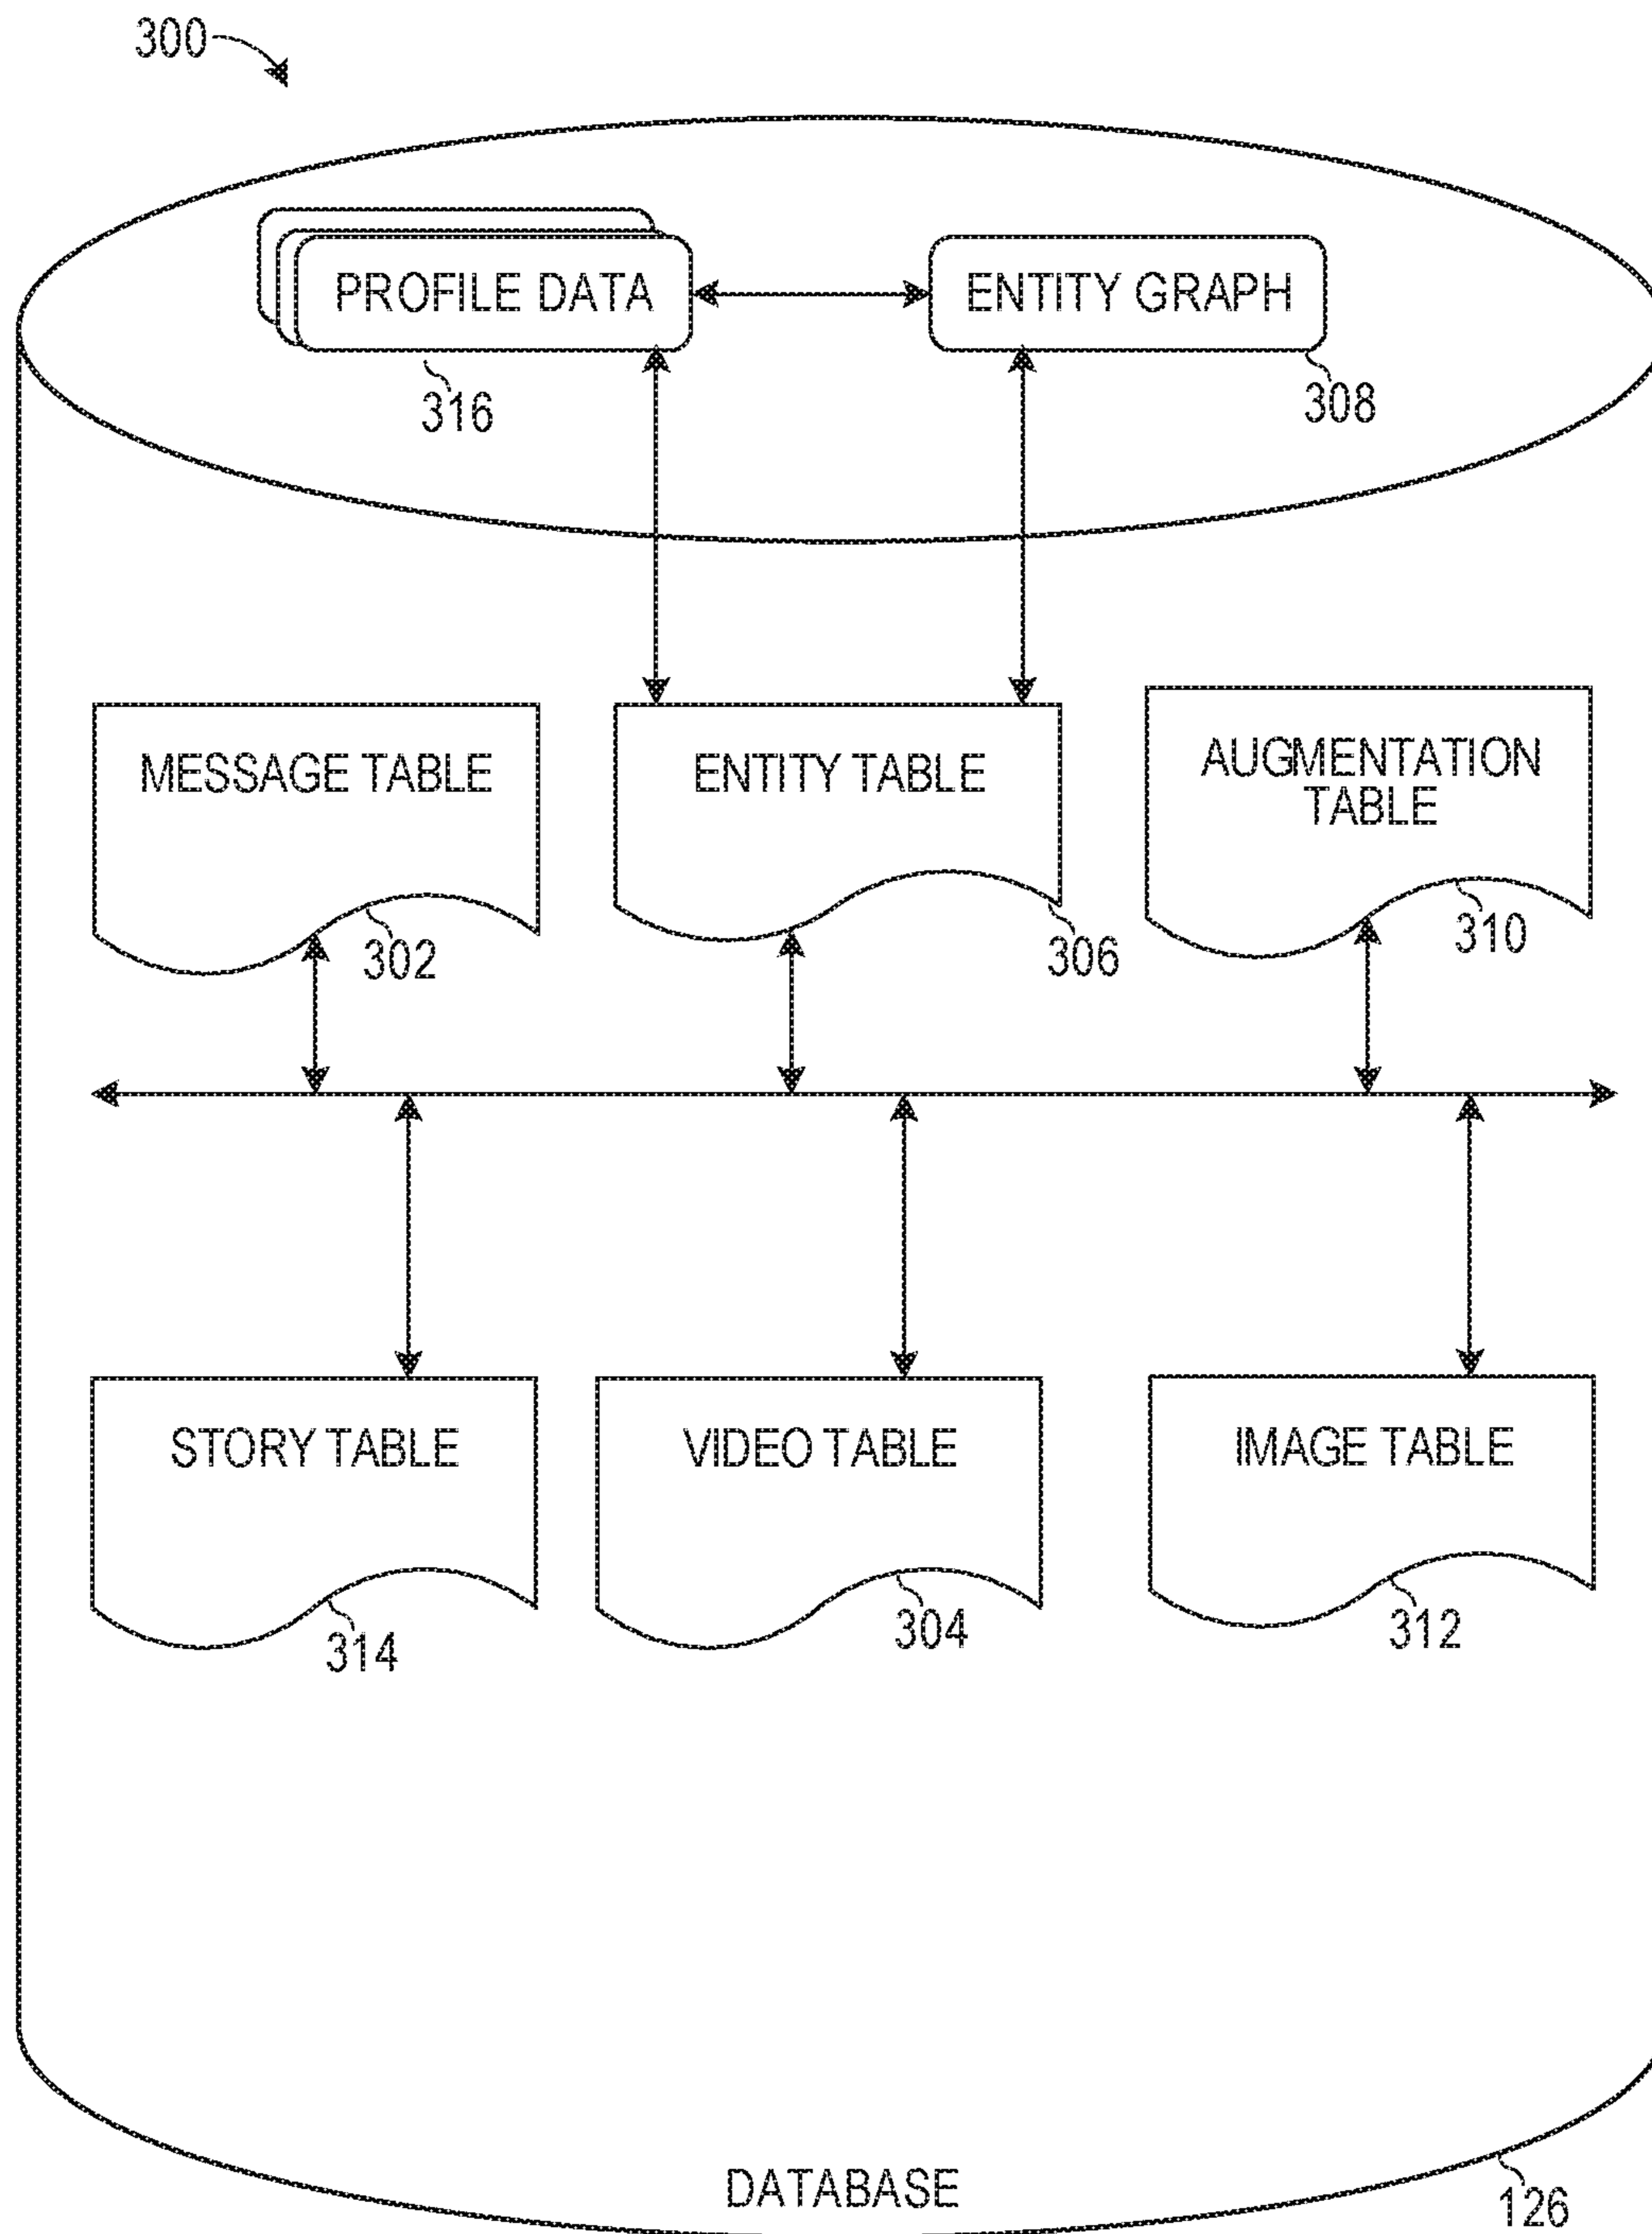 300
PROFILE DATA
ENTITY GRAPH
316
308
MESSAGE TABLE
ENTITY TABLE
AUGMENTATION
TABLE
302
306
310
STORY TABLE
VIDEO TABLE
IMAGE TABLE
314
304
312
DATABASE
126